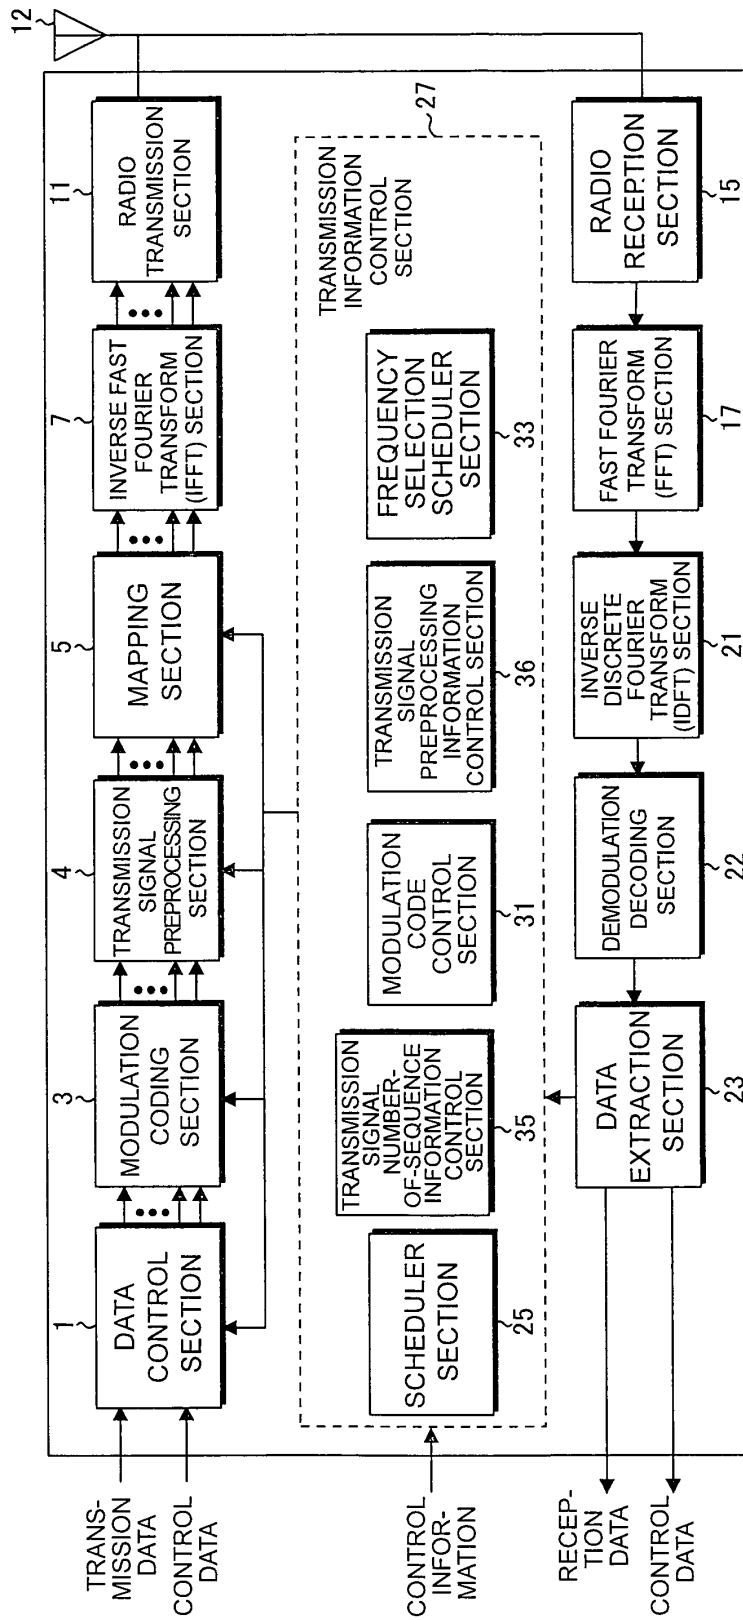 12
TRANS-
MISSION
DATA
CONTROL
DATA
1
DATA
CONTROL
SECTION
3
MODULATION
CODING
SECTION
4
TRANSMISSION
SIGNAL
PREPROCESSING
SECTION
5
MAPPING
SECTION
7
INVERSE FAST
FOURIER
TRANSFORM
(IFFT) SECTION
11
RADIO
TRANSMISSION
SECTION
CONTROL
INFOR-
MATION
SCHEDULER
SECTION
25
TRANSMISSION
SIGNAL
NUMBER-
OF-SEQUENCE
INFORMATION
CONTROL
SECTION
35
MODULATION
CODE
CONTROL
SECTION
31
TRANSMISSION
SIGNAL
PREPROCESSING
INFORMATION
CONTROL SECTION
36
FREQUENCY
SELECTION
SCHEDULER
SECTION
33
TRANSMISSION
INFORMATION
CONTROL
SECTION
27
RECEP-
TION
DATA
CONTROL
DATA
DATA
EXTRACTION
SECTION
23
DEMODULATION
DECODING
SECTION
22
INVERSE
DISCRETE
FOURIER
TRANSFORM
(IDFT) SECTION
21
FAST FOURIER
TRANSFORM
(FFT) SECTION
17
RADIO
RECEPTION
SECTION
15